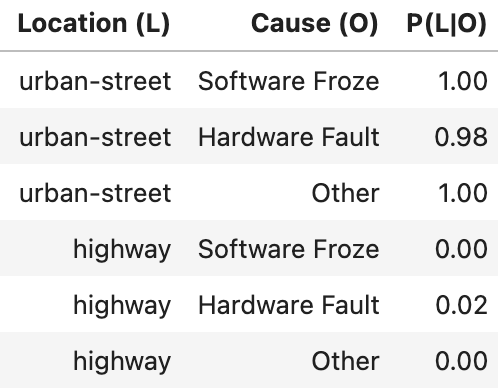 Location (L) Cause (O) P(L|O)
urban-street Software Froze 1.00
urban-street Hardware Fault 0.98
urban-street Other 1.00
highway Software Froze 0.00
highway Hardware Fault 0.02
highway Other 0.00